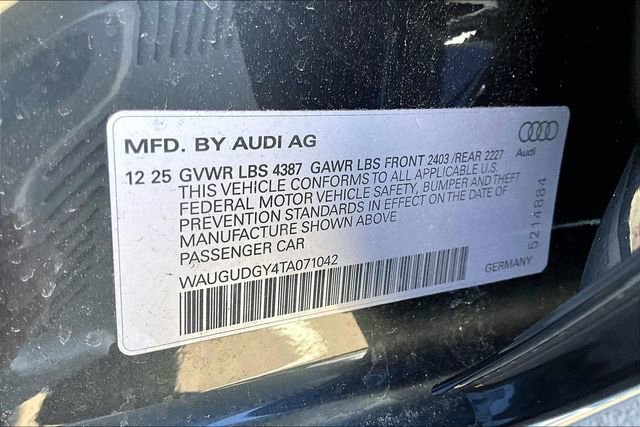 MFD. BY AUDI AG
Audi
12 25 GVWR LBS 4387 GAWR LBS FRONT 2403 /REAR 2227
THIS VEHICLE CONFORMS TO ALL APPLICABLE U.S.
FEDERAL MOTOR VEHICLE SAFETY, BUMPER AND THEFT
PREVENTION STANDARDS IN EFFECT ON THE DATE OF
MANUFACTURE SHOWN ABOVE
PASSENGER CAR
WAUGUDGY4TA071042
GERMANY
5214884